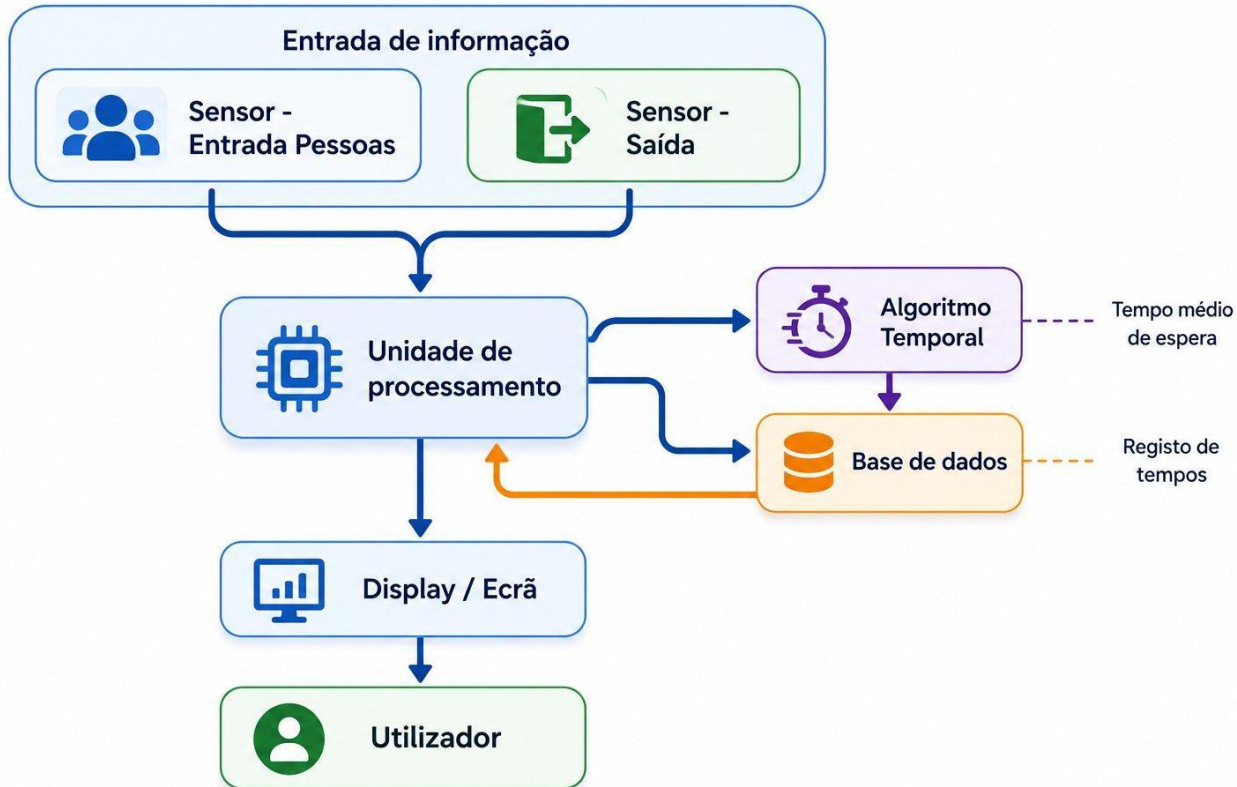 Entrada de informação
Sensor -
Entrada Pessoas
Sensor -
Saída
Unidade de
processamento
Algoritmo
Temporal
Tempo médio
de espera
Base de dados
Registo de
tempos
Display / Ecrã
Utilizador